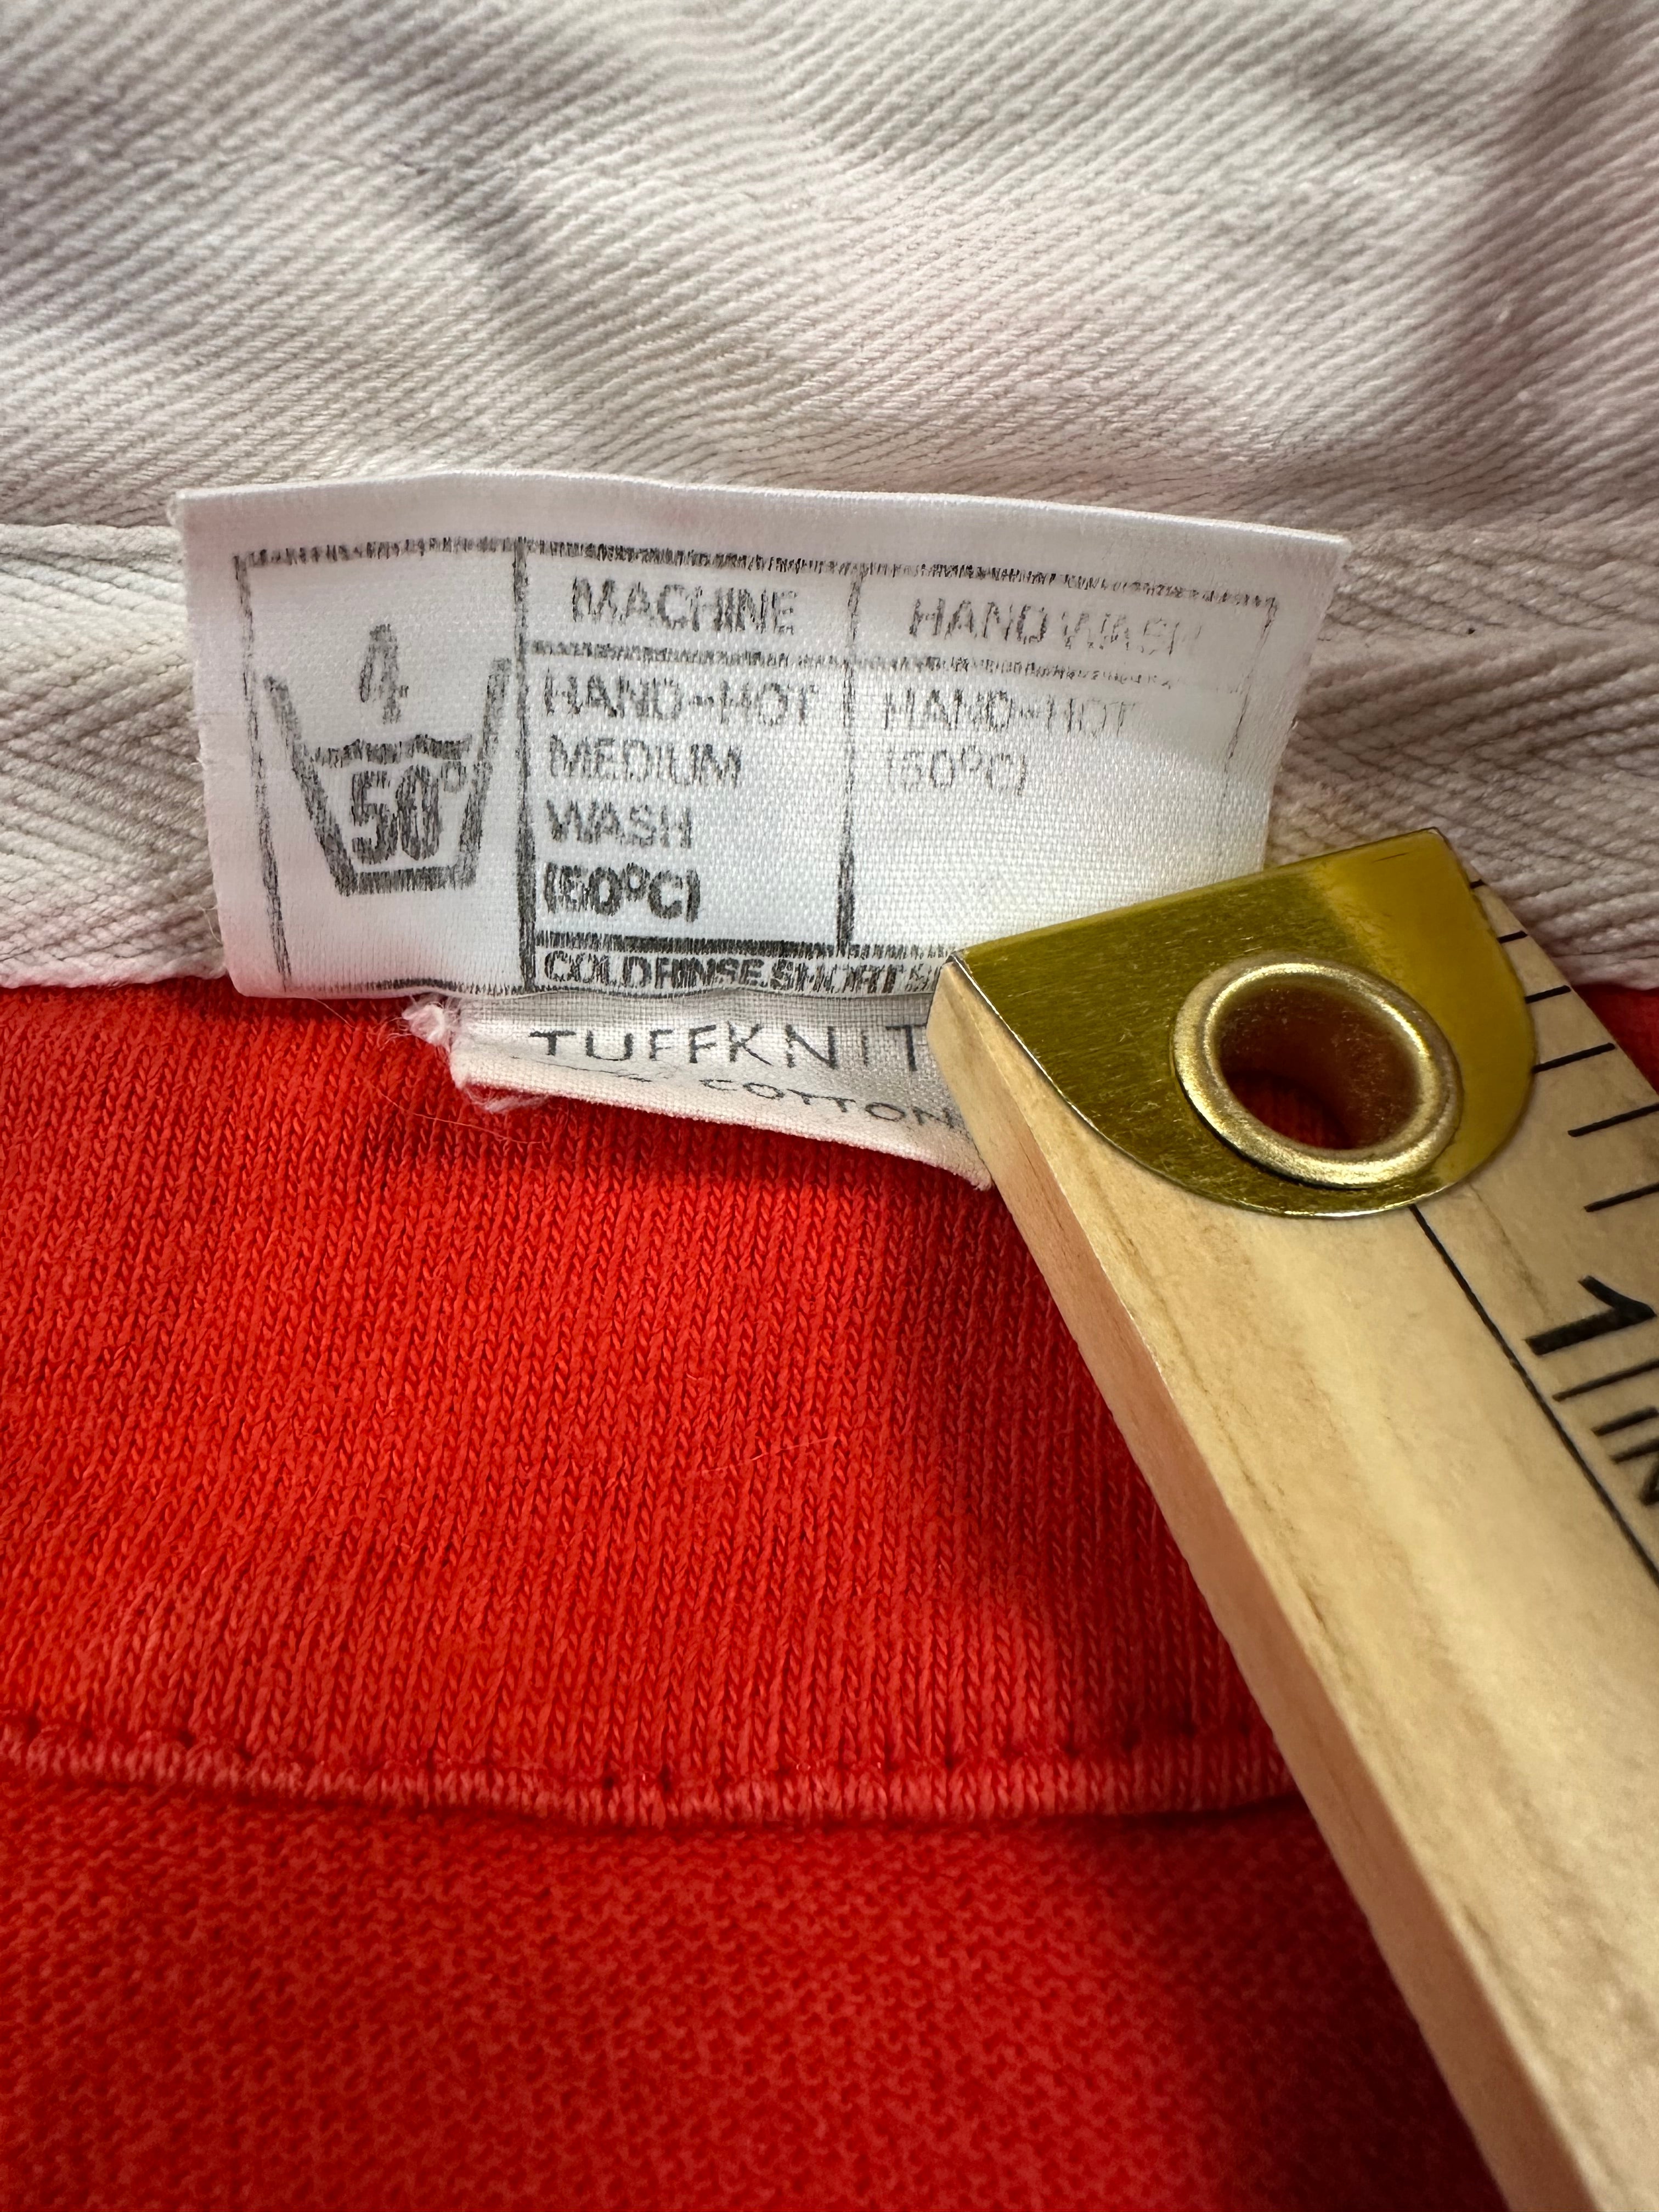 4
50°
MACHINE
HAND-HOT
MEDIUM
WASH
(50°C)
HAND WASH
HAND-HOT
(50°C)
COLD RINSE. SHORT
TUFFKNIT
COTTON
1 IN